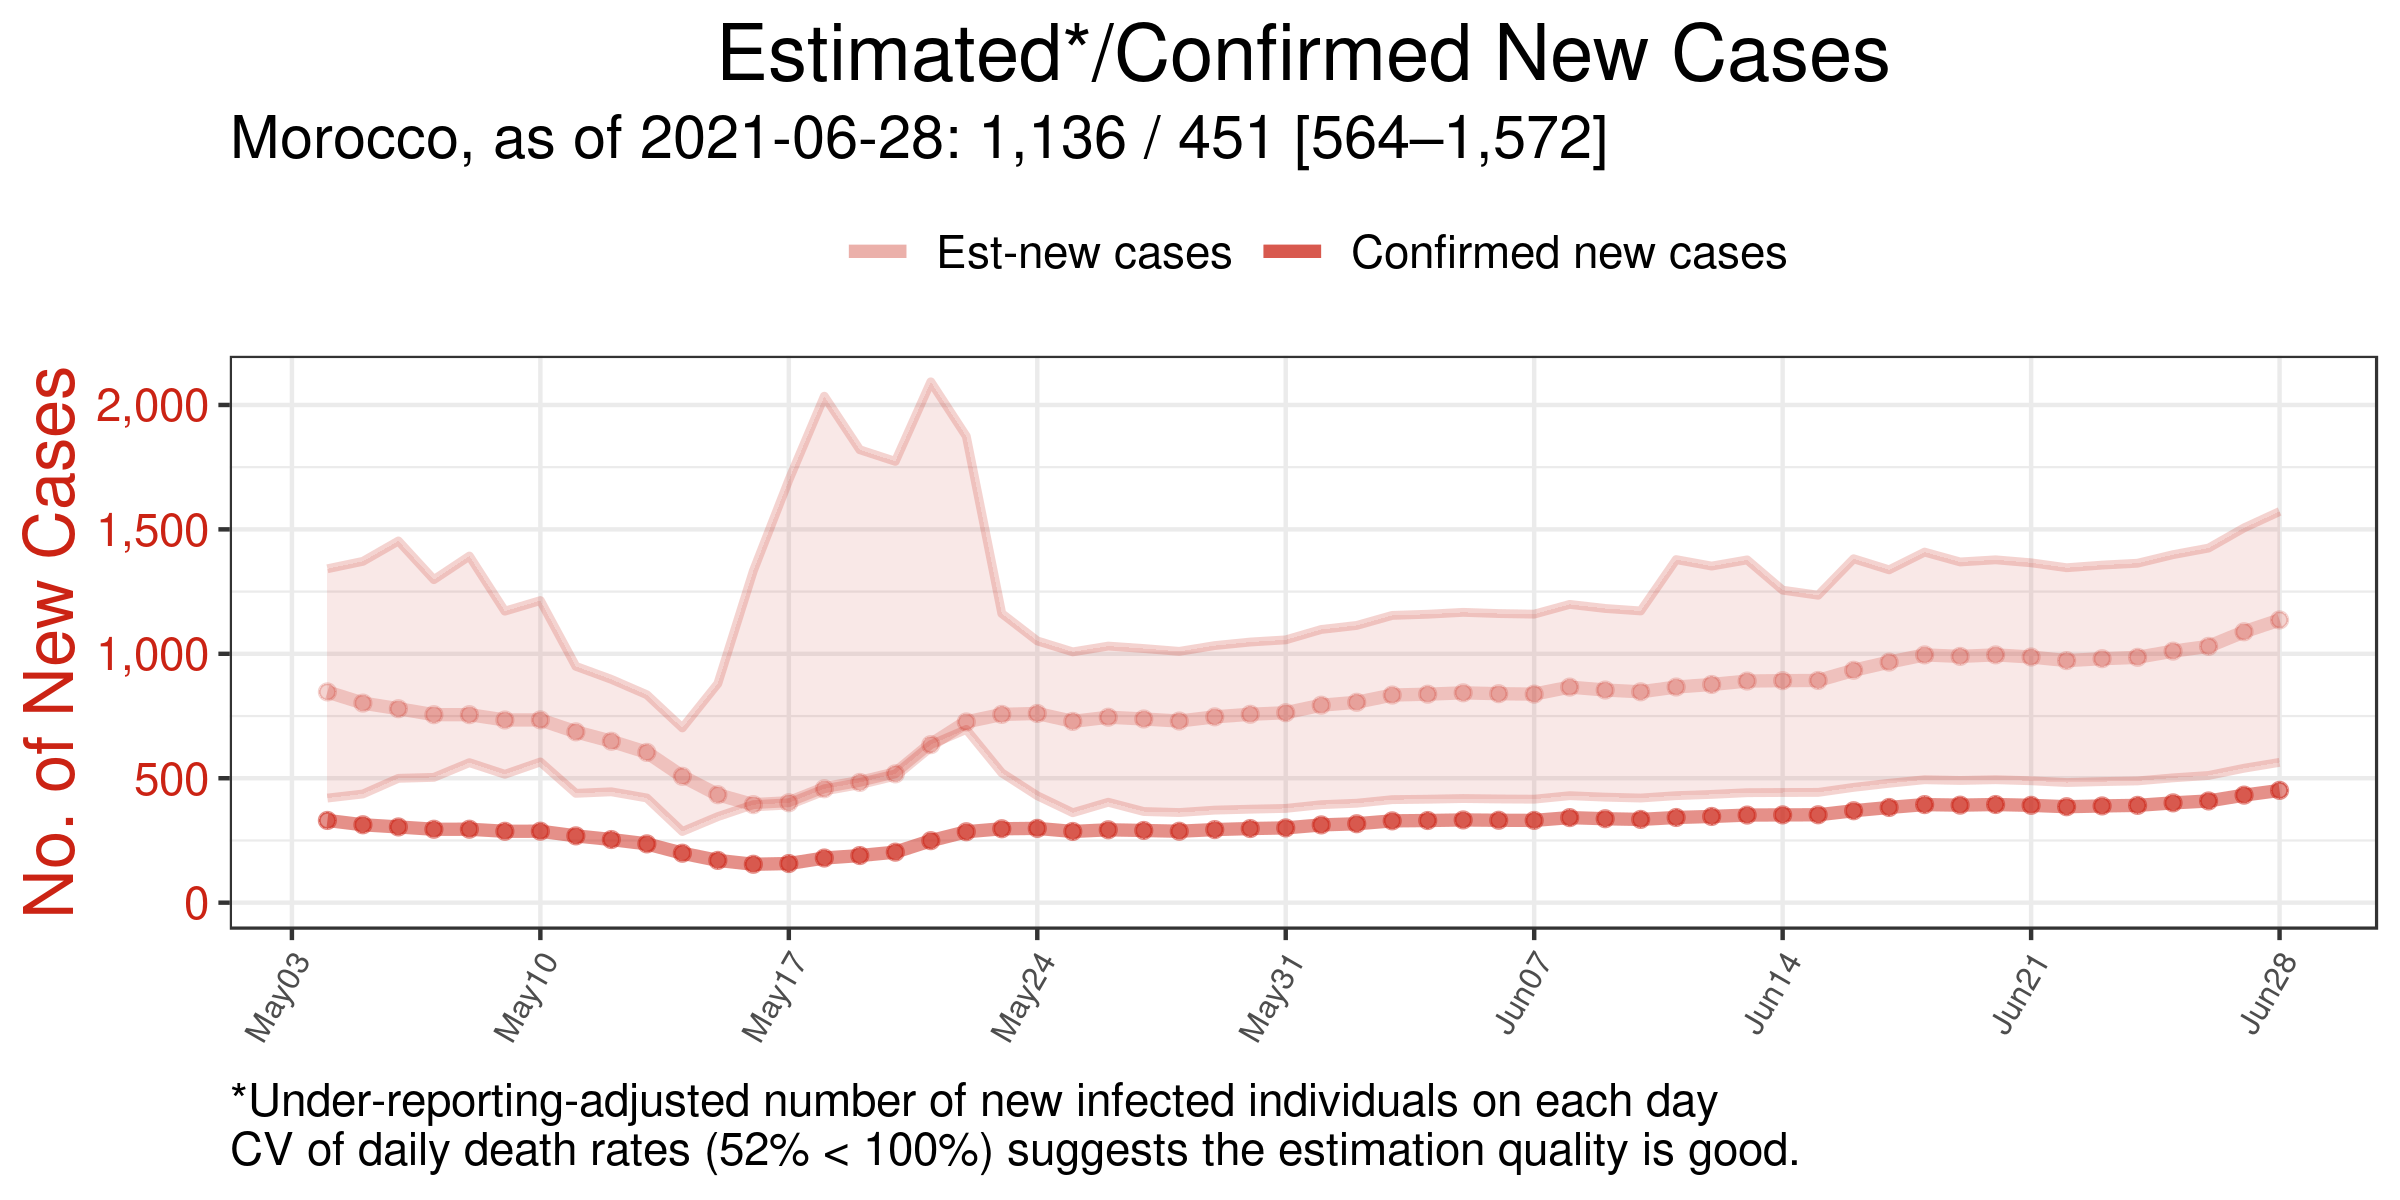 Estimated*/Confirmed New Cases
Morocco, as of 2021-06-28: 1,136 / 451 [564–1,572]
Est-new cases Confirmed new cases
No. of New Cases
2,000
1,500
1,000
500
0
May03 May10 May17 May24 May31 Jun07 Jun14 Jun21 Jun28
*Under-reporting-adjusted number of new infected individuals on each day
CV of daily death rates (52% < 100%) suggests the estimation quality is good.